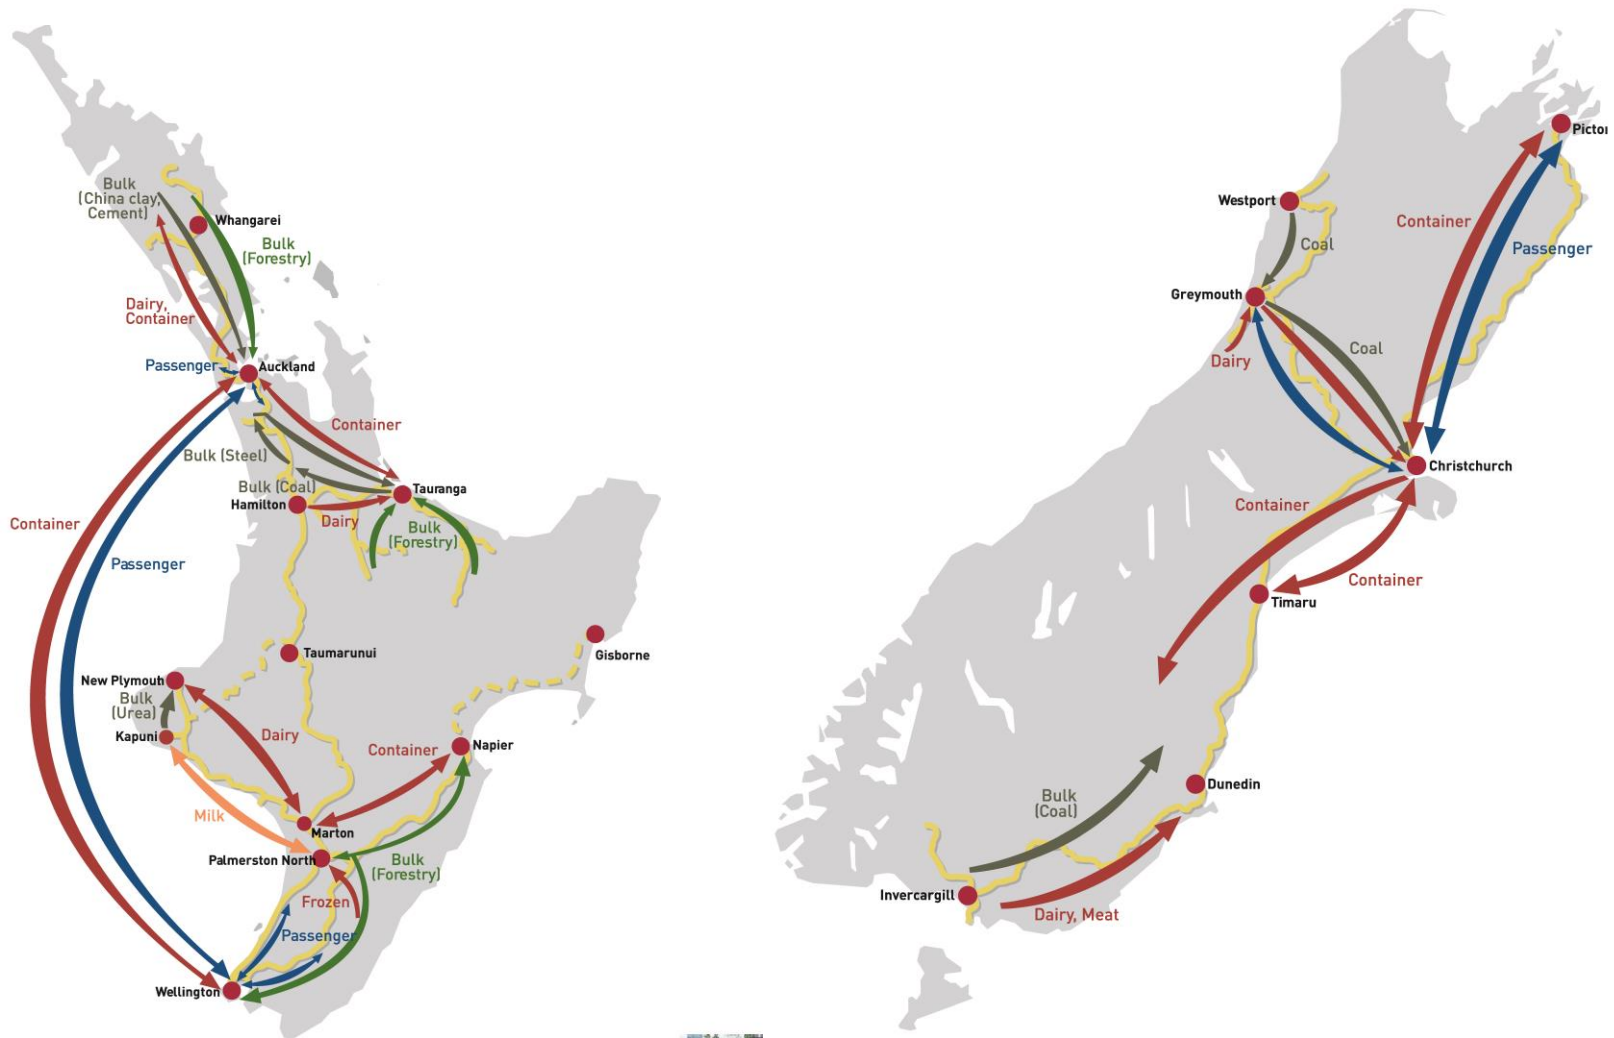 Bulk
(China clay,
Cement)
Whangarei
Bulk
(Forestry)
Dairy,
Container
Passenger
Auckland
Container
Bulk (Steel)
Bulk (Coal)
Tauranga
Hamilton
Dairy
Bulk
(Forestry)
Container
Passenger
Taumarunui
Gisborne
New Plymouh
Bulk
(Urea)
Kapuni
Dairy
Container
Napier
Milk
Marton
Palmerston North
Bulk
(Forestry)
Frozen
Passenger
Wellington
Picto
Westport
Coal
Container
Passenger
Greymouth
Dairy
Coal
Christchurch
Container
Container
Timaru
Dunedin
Bulk
(Coal)
Invercargill
Dairy, Meat